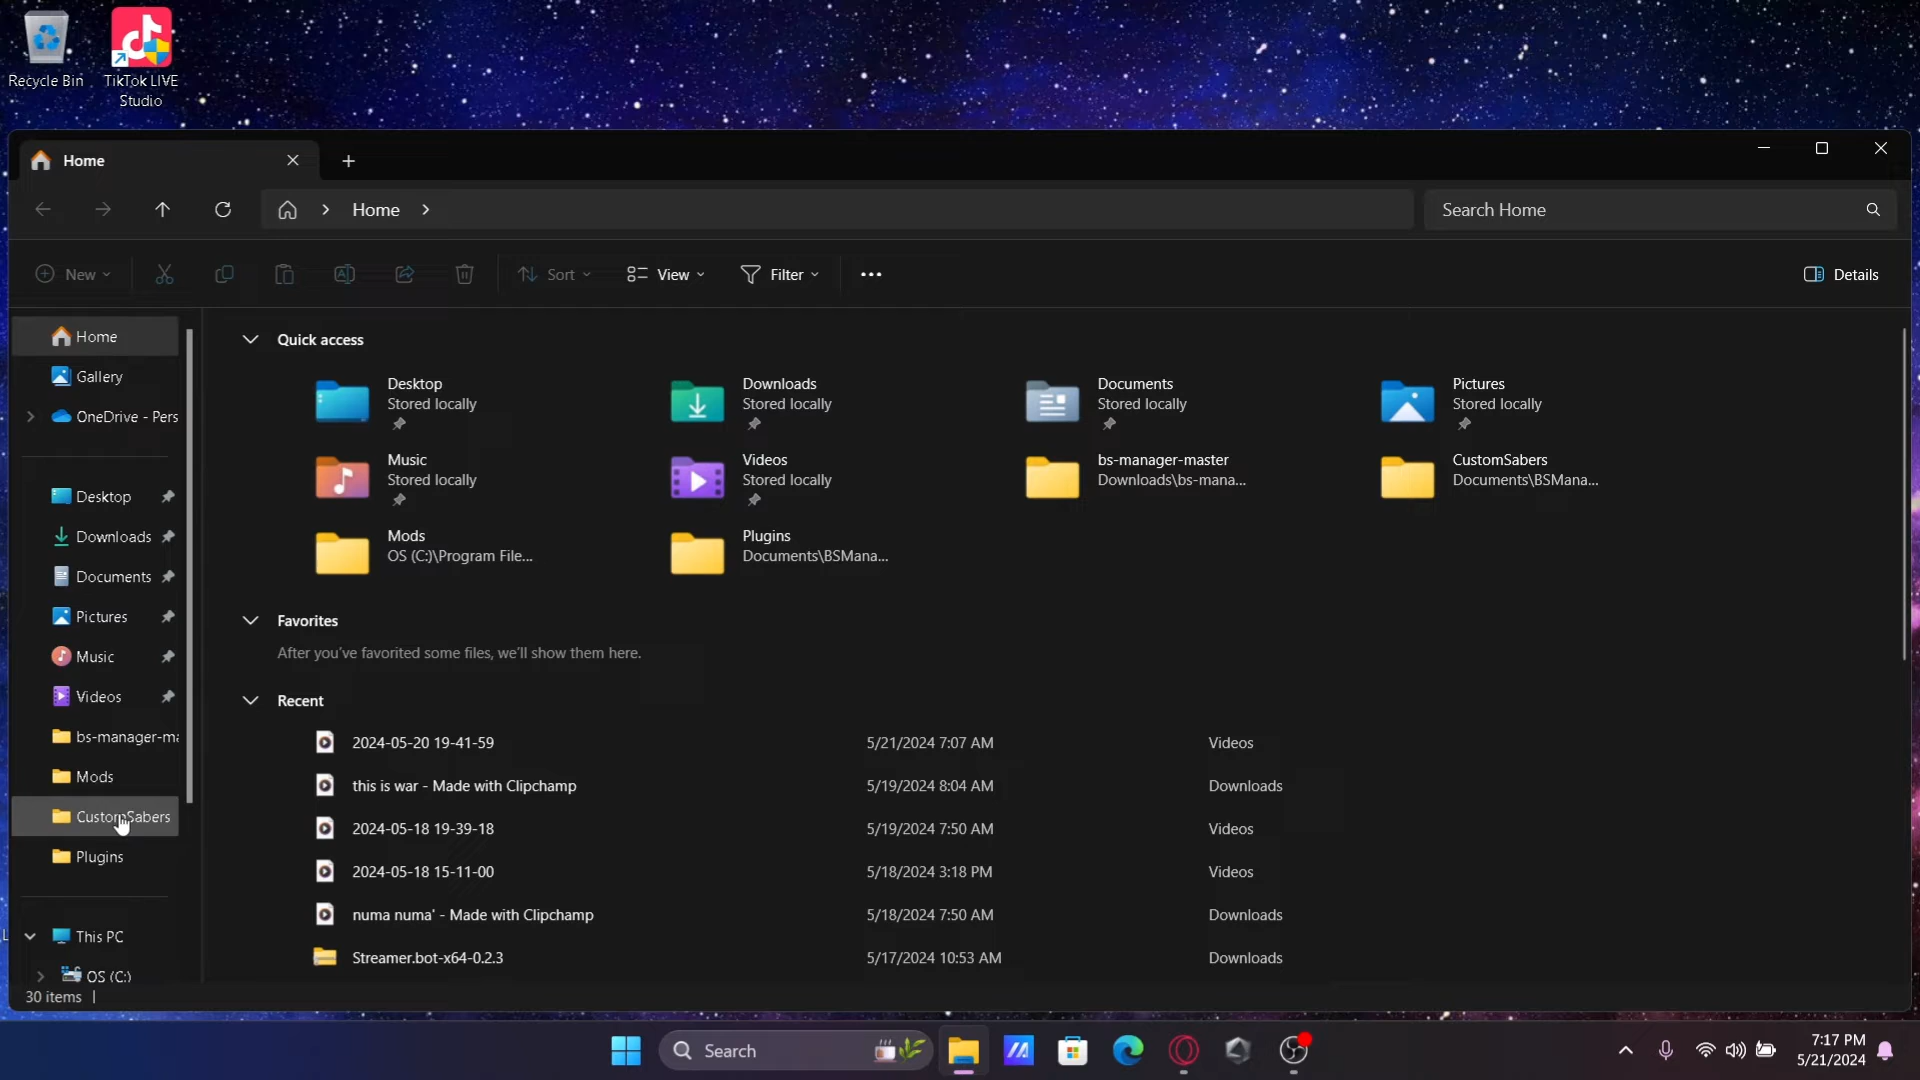 Recycle Bin
TikTok LIVE
Studio
Home
Home
Search Home
New
Sort
View
Filter
Details
Home
Gallery
OneDrive - Pers
Desktop
Downloads
Documents
Pictures
Music
Videos
bs-manager-ma
Mods
CustomSabers
Plugins
This PC
OS (C:)
30 items
Quick access
Desktop
Stored locally
Downloads
Stored locally
Documents
Stored locally
Pictures
Stored locally
Music
Stored locally
Videos
Stored locally
bs-manager-master
Downloads\bs-mana...
CustomSabers
Documents\BSMana...
Mods
OS (C:)\Program File...
Plugins
Documents\BSMana...
Favorites
After you've favorited some files, we'll show them here.
Recent
2024-05-20 19-41-59 5/21/2024 7:07 AM Videos
this is war - Made with Clipchamp 5/19/2024 8:04 AM Downloads
2024-05-18 19-39-18 5/19/2024 7:50 AM Videos
2024-05-18 15-11-00 5/18/2024 3:18 PM Videos
numa numa' - Made with Clipchamp 5/18/2024 7:50 AM Downloads
Streamer.bot-x64-0.2.3 5/17/2024 10:53 AM Downloads
Search
7:17 PM
5/21/2024